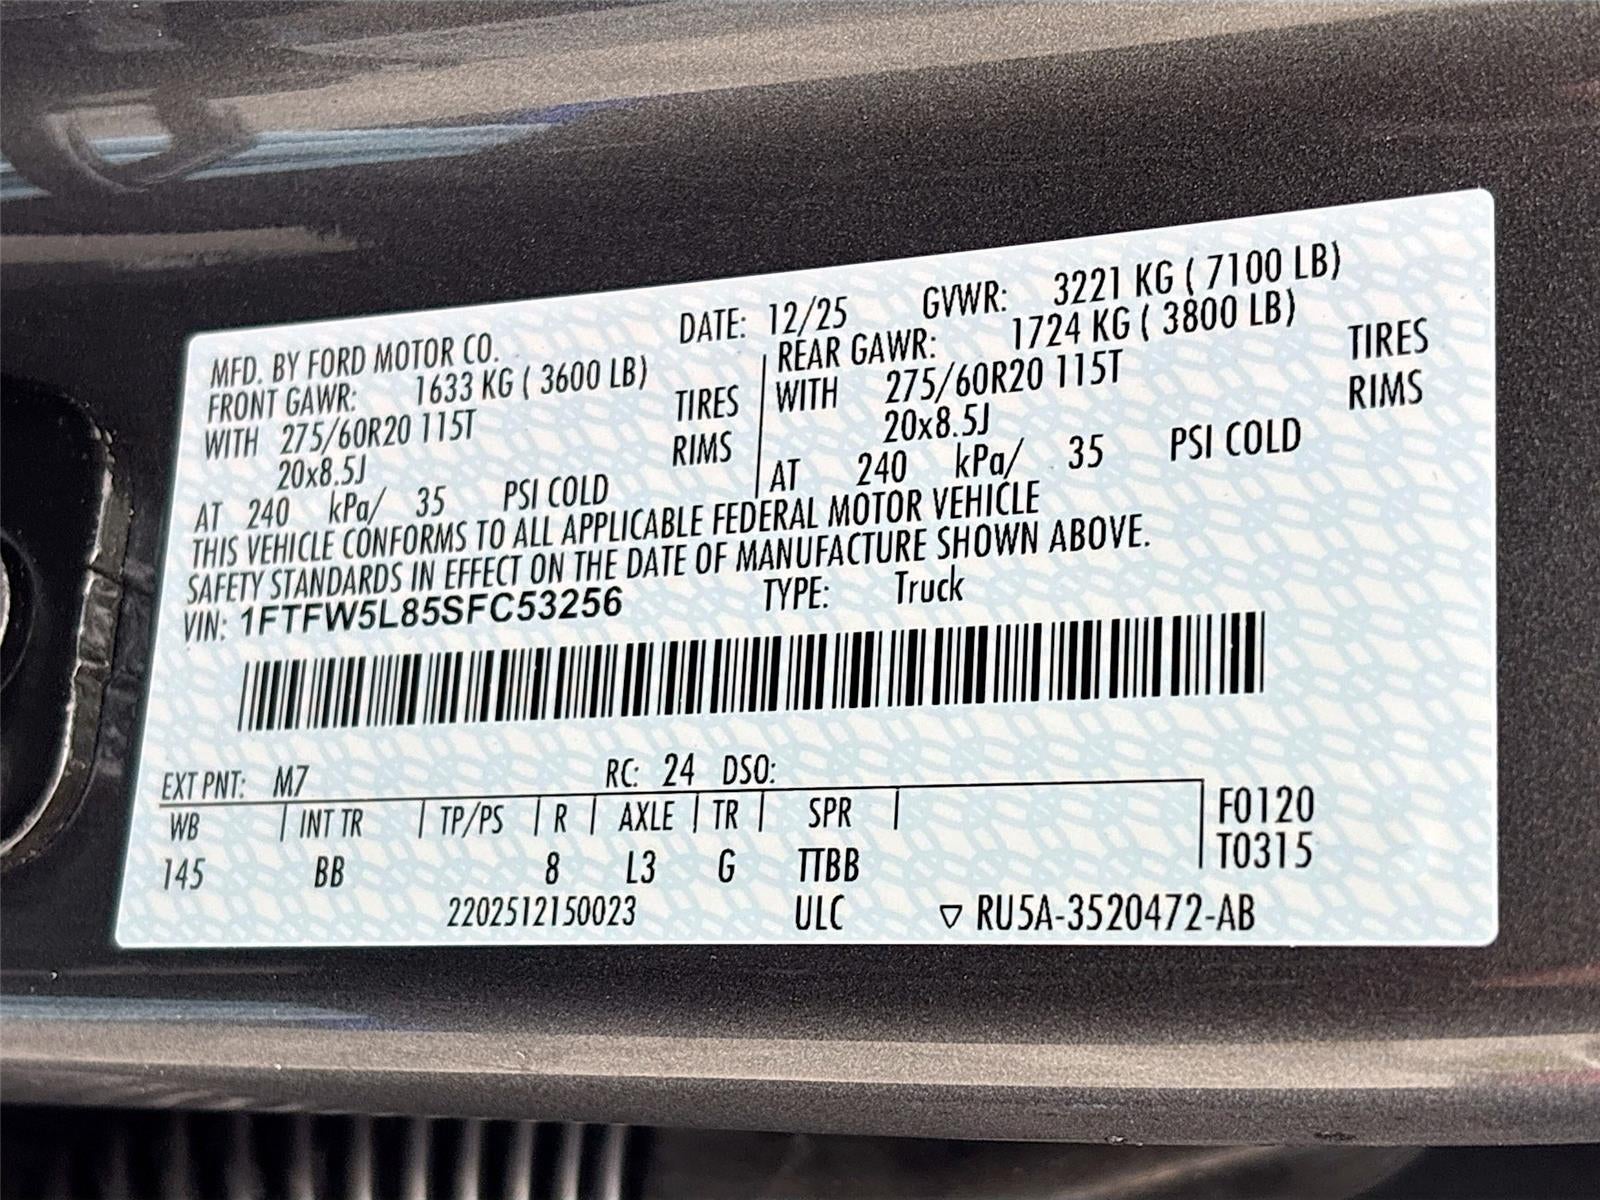 MFD. BY FORD MOTOR CO. DATE: 12/25 GVWR: 3221 KG ( 7100 LB)
FRONT GAWR: 1633 KG ( 3600 LB) REAR GAWR: 1724 KG ( 3800 LB)
WITH 275/60R20 115T TIRES WITH 275/60R20 115T TIRES
20x8.5J RIMS 20x8.5J RIMS
AT 240 kPa/ 35 PSI COLD AT 240 kPa/ 35 PSI COLD
THIS VEHICLE CONFORMS TO ALL APPLICABLE FEDERAL MOTOR VEHICLE
SAFETY STANDARDS IN EFFECT ON THE DATE OF MANUFACTURE SHOWN ABOVE.
VIN: 1FTFW5L85SFC53256 TYPE: Truck
EXT PNT: M7 RC: 24 DSO:
WB INT TR TP/PS R AXLE TR SPR F0120
145 BB 8 L3 G TTBB T0315
2202512150023 ULC ▽ RU5A-3520472-AB